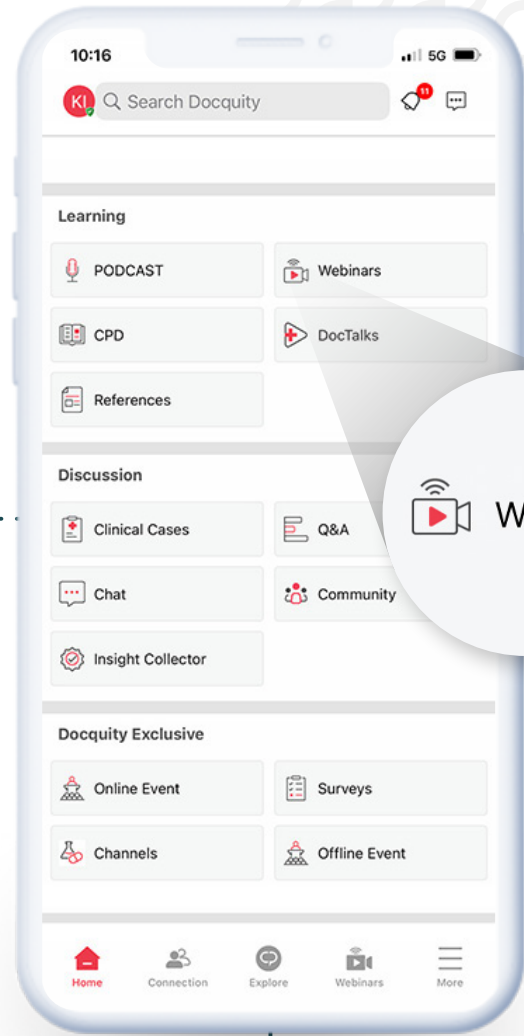 10:16 5G
KI Search Docquity 11
Learning
PODCAST Webinars
CPD DocTalks
References
Discussion
Clinical Cases Q&A
W
Chat Community
Insight Collector
Docquity Exclusive
Online Event Surveys
Channels Offline Event
Home Connection Explore Webinars More